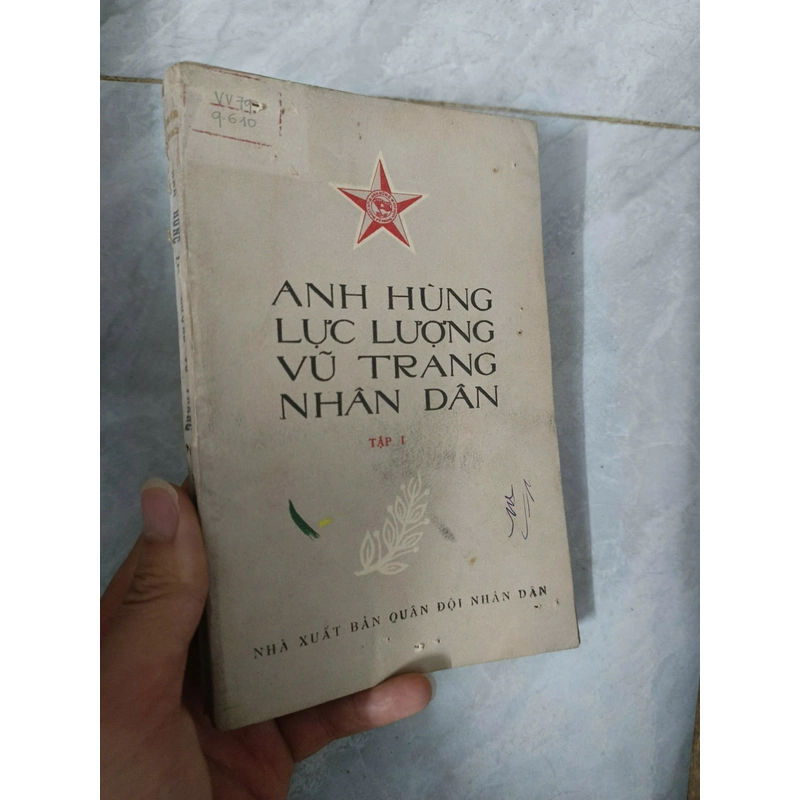 VV79
9610
ANH HÙNG
LỰC LƯỢNG
VŨ TRANG
NHÂN DÂN
TẬP I
NHÀ XUẤT BẢN QUÂN ĐỘI NHÂN DÂN